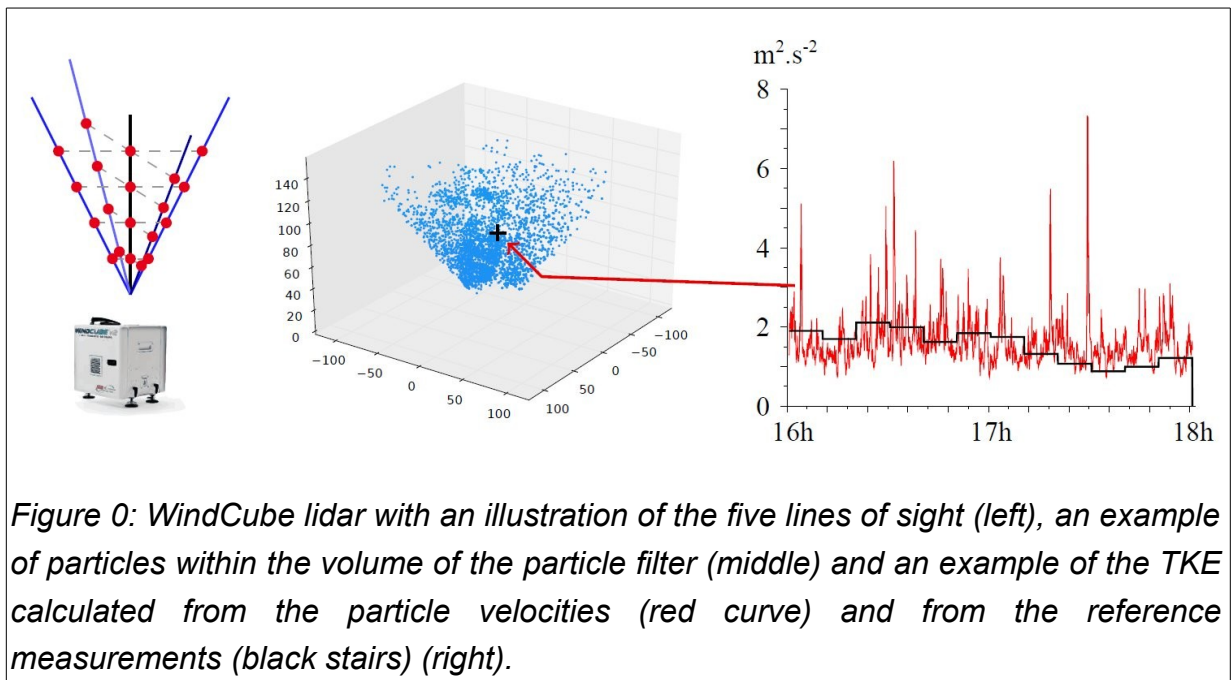 m².s⁻²
8
6
4
2
0
16h
17h
18h
140
120
100
80
60
40
20
0
−100
−50
0
50
100
100
50
0
−50
−100
WINDCUBE
Figure 0: WindCube lidar with an illustration of the five lines of sight (left), an example
of particles within the volume of the particle filter (middle) and an example of the TKE
calculated from the particle velocities (red curve) and from the reference
measurements (black stairs) (right).